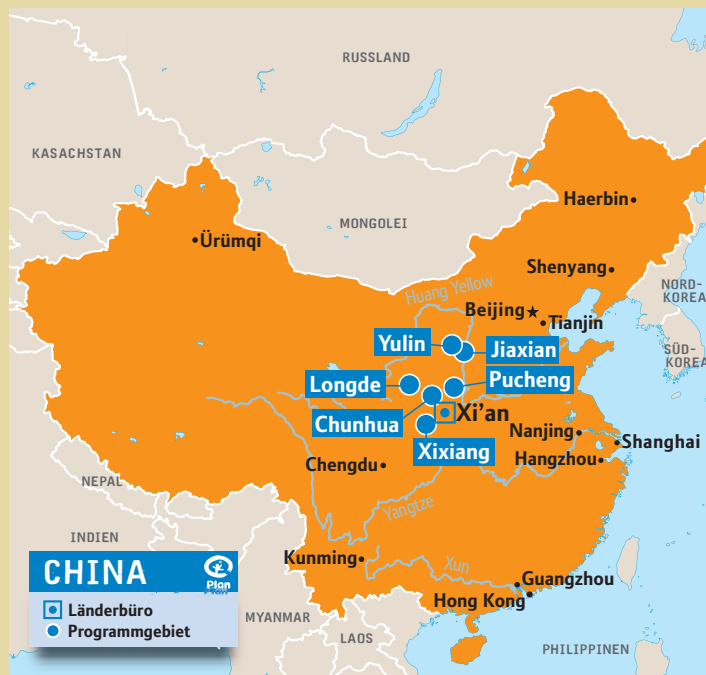 RUSSLAND
KASACHSTAN
MONGOLEI
Haerbin
Ürümqi
Shenyang
NORD-
KOREA
Huang Yellow
Beijing
Tianjin
SÜD-
KOREA
Yulin
Jiaxian
Longde
Pucheng
Chunhua
Xi'an
Xixiang
Nanjing
Shanghai
Hangzhou
Chengdu
NEPAL
Yangtze
INDIEN
Kunming
Xun
Guangzhou
Hong Kong
MYANMAR
LAOS
PHILIPPINEN
CHINA
Plan
Länderbüro
Programmgebiet